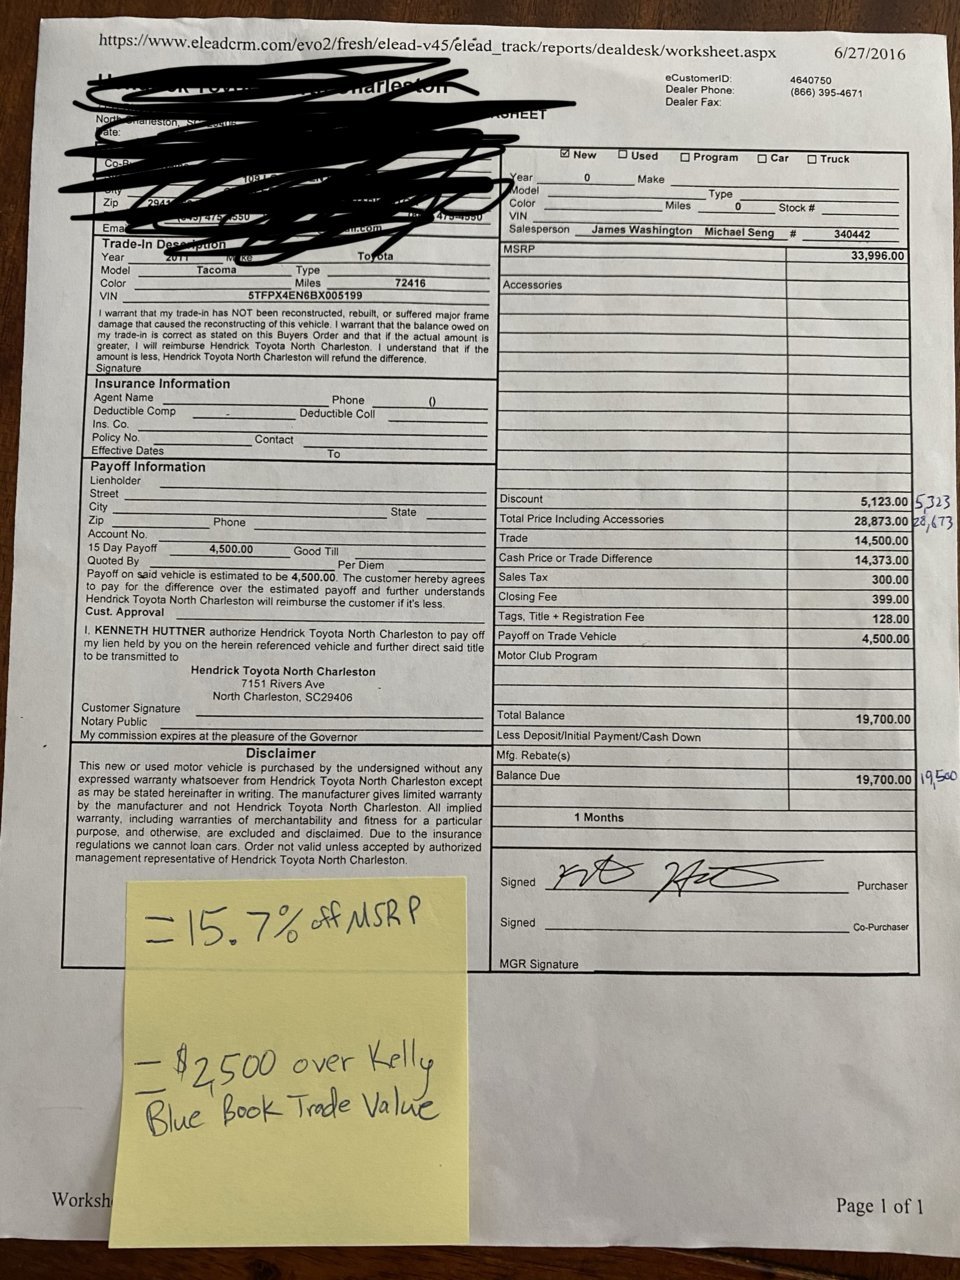 https://www.eleadcrm.com/evo2/fresh/elead-v45/elead_track/reports/dealdesk/worksheet.aspx 6/27/2016
eCustomerID: 4640750
Dealer Phone: (866) 395-4671
Dealer Fax:
Charleston
SHEET
☑ New ☐ Used ☐ Program ☐ Car ☐ Truck
Year 0 Make
Model Type
Color Miles 0 Stock #
VIN
Salesperson James Washington Michael Seng # 340442
City
Zip
Trade-In Description
Year 2011 Make Toyota
Model Tacoma Type
Color Miles 72416
VIN 5TFPX4EN6BX005199
I warrant that my trade-in has NOT been reconstructed, rebuilt, or suffered major frame
damage that caused the reconstructing of this vehicle. I warrant that the balance owed on
my trade-in is correct as stated on this Buyers Order and that if the actual amount is
greater, I will reimburse Hendrick Toyota North Charleston. I understand that if the
amount is less, Hendrick Toyota North Charleston will refund the difference.
Signature
Insurance Information
Agent Name Phone ()
Deductible Comp - Deductible Coll
Ins. Co.
Policy No. Contact
Effective Dates To
Payoff Information
Lienholder
Street
City State
Zip Phone
Account No.
15 Day Payoff 4,500.00 Good Till
Quoted By Per Diem
Payoff on said vehicle is estimated to be 4,500.00. The customer hereby agrees
to pay for the difference over the estimated payoff and further understands
Hendrick Toyota North Charleston will reimburse the customer if it's less.
Cust. Approval
I, KENNETH HUTTNER authorize Hendrick Toyota North Charleston to pay off
my lien held by you on the herein referenced vehicle and further direct said title
to be transmitted to
Hendrick Toyota North Charleston
7151 Rivers Ave
North Charleston, SC29406
Customer Signature
Notary Public
My commission expires at the pleasure of the Governor
Disclaimer
This new or used motor vehicle is purchased by the undersigned without any
expressed warranty whatsoever from Hendrick Toyota North Charleston except
as may be stated hereinafter in writing. The manufacturer gives limited warranty
by the manufacturer and not Hendrick Toyota North Charleston. All implied
warranty, including warranties of merchantability and fitness for a particular
purpose, and otherwise, are excluded and disclaimed. Due to the insurance
regulations we cannot loan cars. Order not valid unless accepted by authorized
management representative of Hendrick Toyota North Charleston.
MSRP 33,996.00
Accessories
Discount 5,123.00 5,323
Total Price Including Accessories 28,873.00 28,673
Trade 14,500.00
Cash Price or Trade Difference 14,373.00
Sales Tax 300.00
Closing Fee 399.00
Tags, Title + Registration Fee 128.00
Payoff on Trade Vehicle 4,500.00
Motor Club Program
Total Balance 19,700.00
Less Deposit/Initial Payment/Cash Down
Mfg. Rebate(s)
Balance Due 19,700.00 19,500
1 Months
Signed Purchaser
Signed Co-Purchaser
MGR Signature
= 15.7% off MSRP
= $2,500 over Kelly
Blue Book Trade Value
Worksh
Page 1 of 1